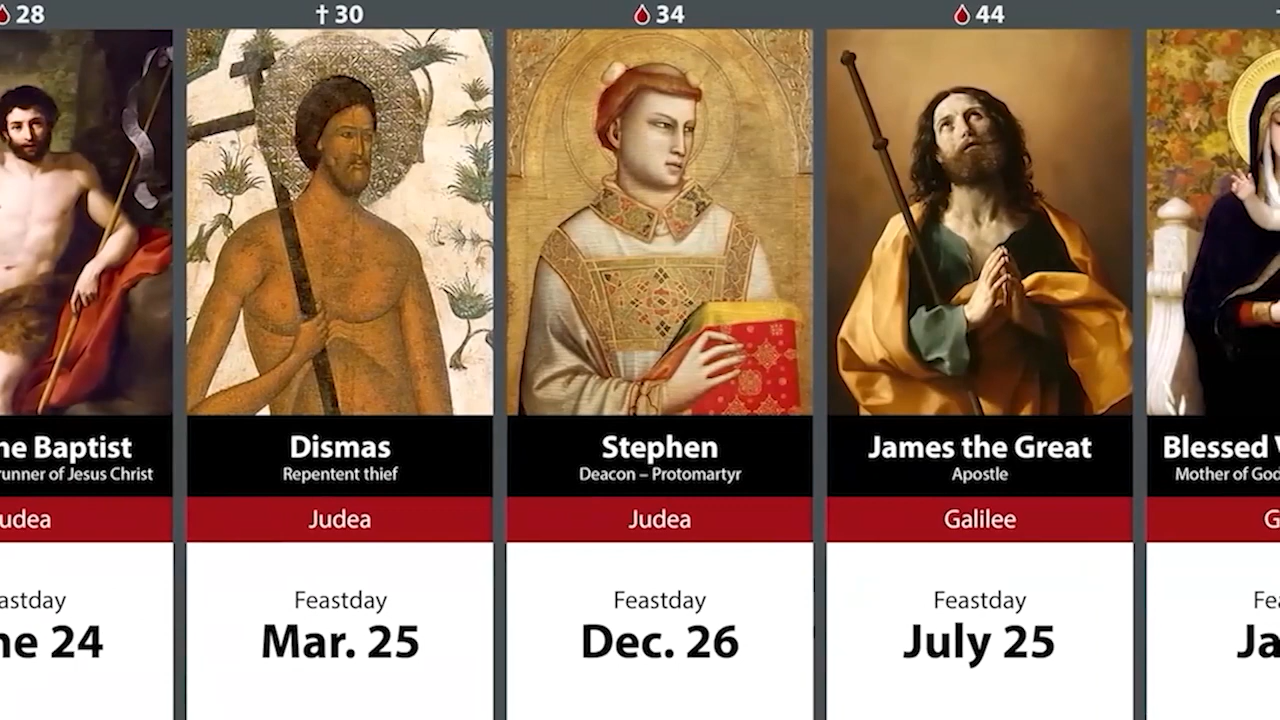 28
† 30
34
44
he Baptist
Dismas
Stephen
James the Great
Blessed
runner of Jesus Christ
Repentent thief
Deacon – Protomartyr
Apostle
Mother of God
udea
Judea
Judea
Galilee
G
astday
Feastday
Feastday
Feastday
Fea
ne 24
Mar. 25
Dec. 26
July 25
Ja